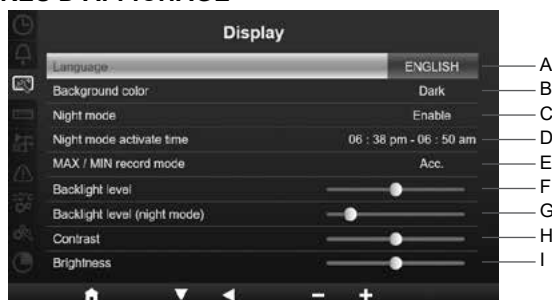 Display
Language ENGLISH A
Background color Dark B
Night mode Enable C
Night mode activate time 06 : 38 pm - 06 : 50 am D
MAX / MIN record mode Acc. E
Backlight level F
Backlight level (night mode) G
Contrast H
Brightness I